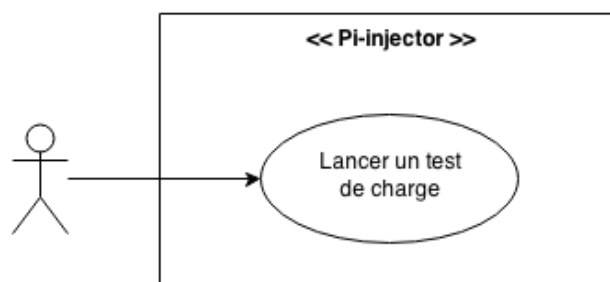 << Pi-injector >>
Lancer un test
de charge